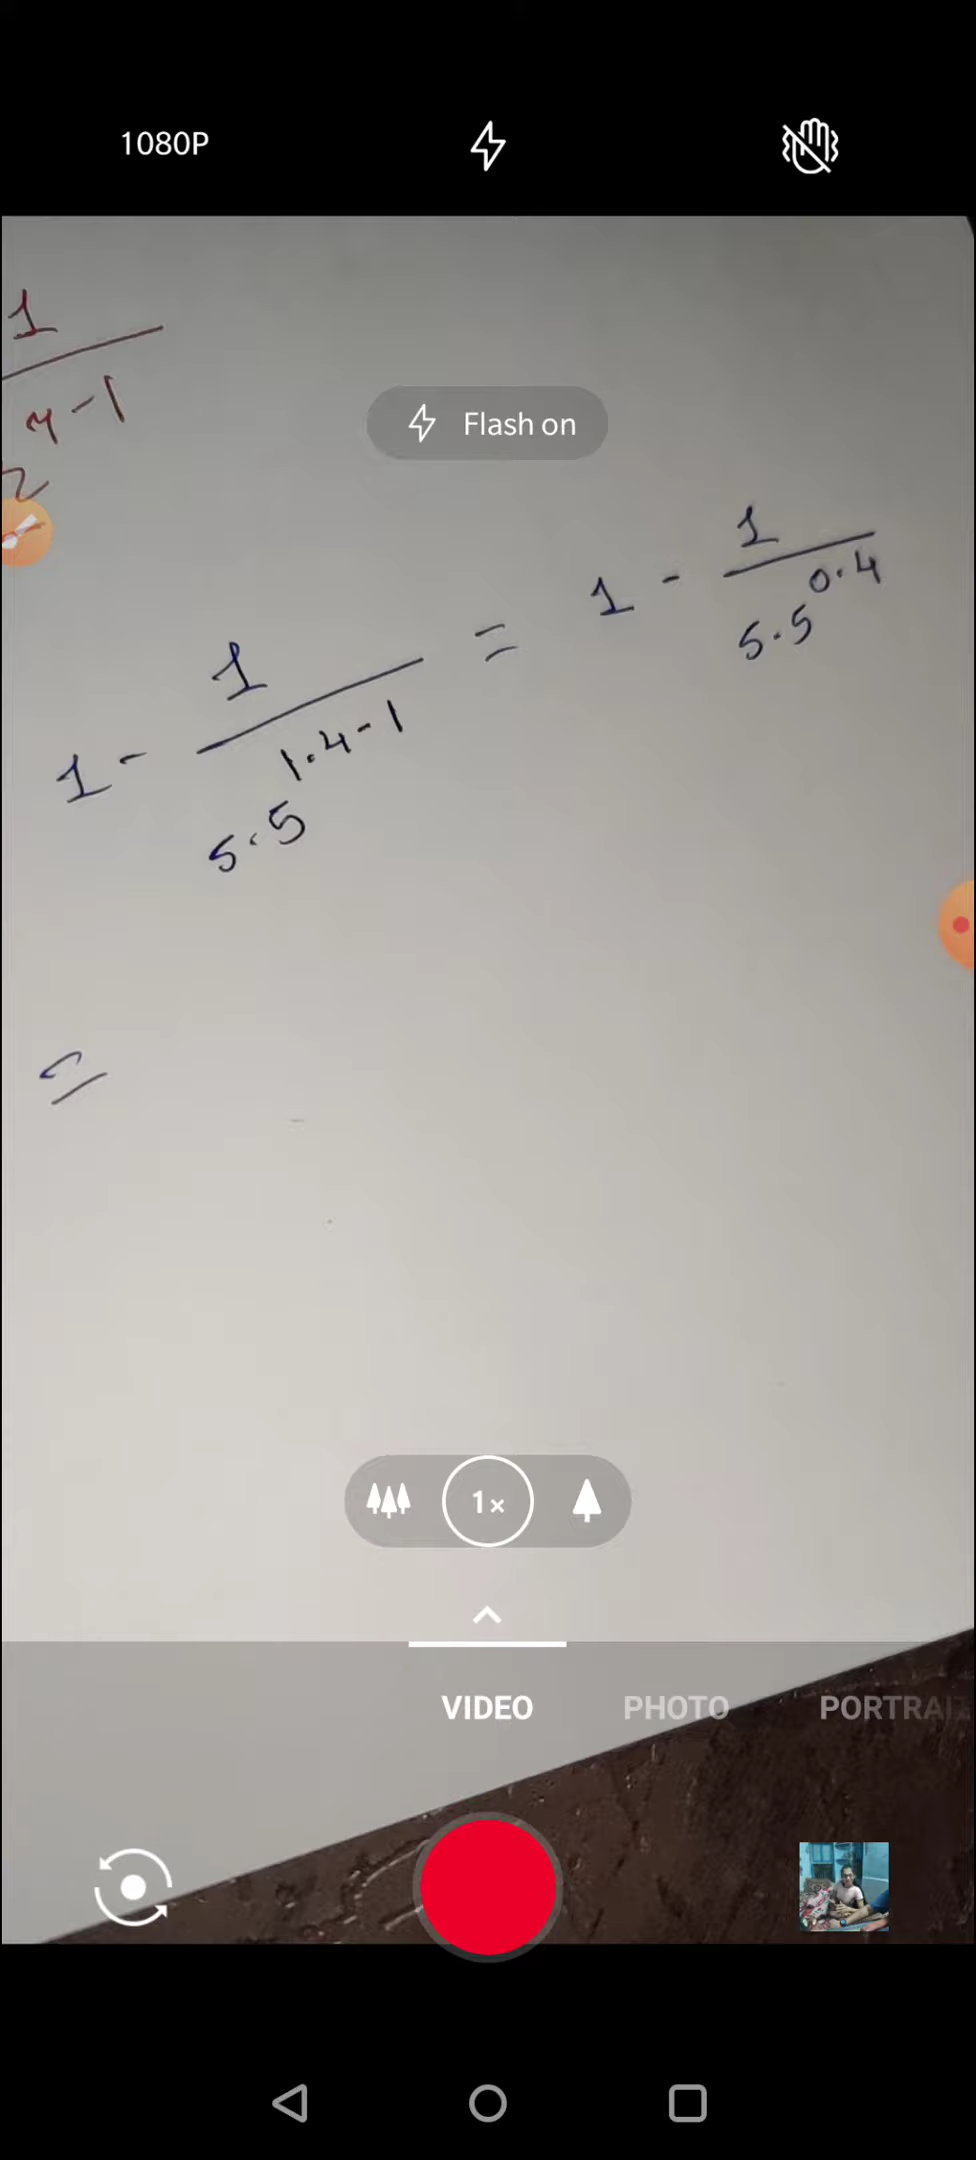 1080P
1
γ-1
Flash on
1 - 1 / 5.5^1.4-1 = 1 - 1 / 5.5^0.4
=
1×
VIDEO PHOTO PORTRAI